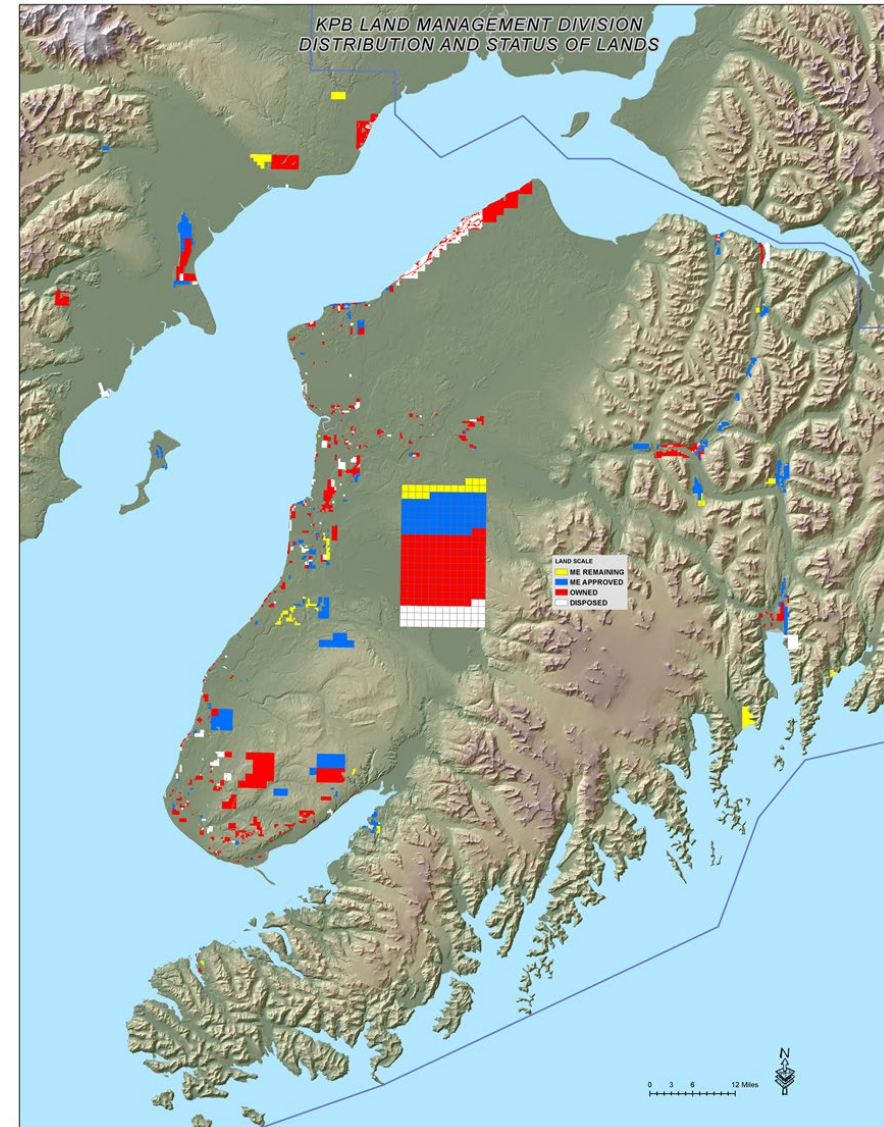 KPB LAND MANAGEMENT DIVISION
DISTRIBUTION AND STATUS OF LANDS
LAND SCALE
ME REMAINING
ME APPROVED
OWNED
DISPOSED
N
0 3 6 12 Miles